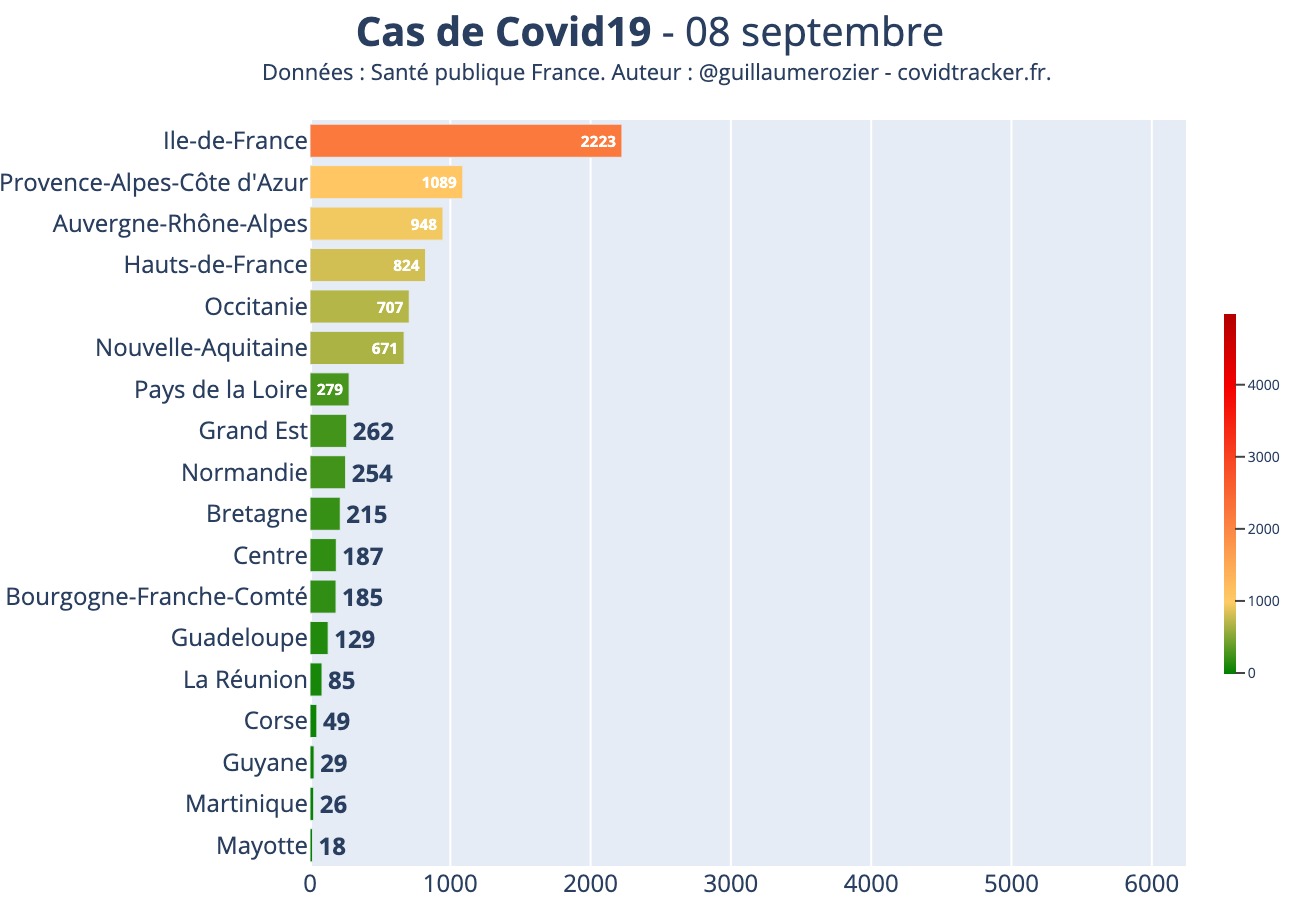 Cas de Covid19 - 08 septembre
Données : Santé publique France. Auteur : @guillaumerozier - covidtracker.fr.
Ile-de-France 2223
Provence-Alpes-Côte d'Azur 1089
Auvergne-Rhône-Alpes 948
Hauts-de-France 824
Occitanie 707
Nouvelle-Aquitaine 671
Pays de la Loire 279
Grand Est 262
Normandie 254
Bretagne 215
Centre 187
Bourgogne-Franche-Comté 185
Guadeloupe 129
La Réunion 85
Corse 49
Guyane 29
Martinique 26
Mayotte 18
0 1000 2000 3000 4000 5000 6000
4000
3000
2000
1000
0